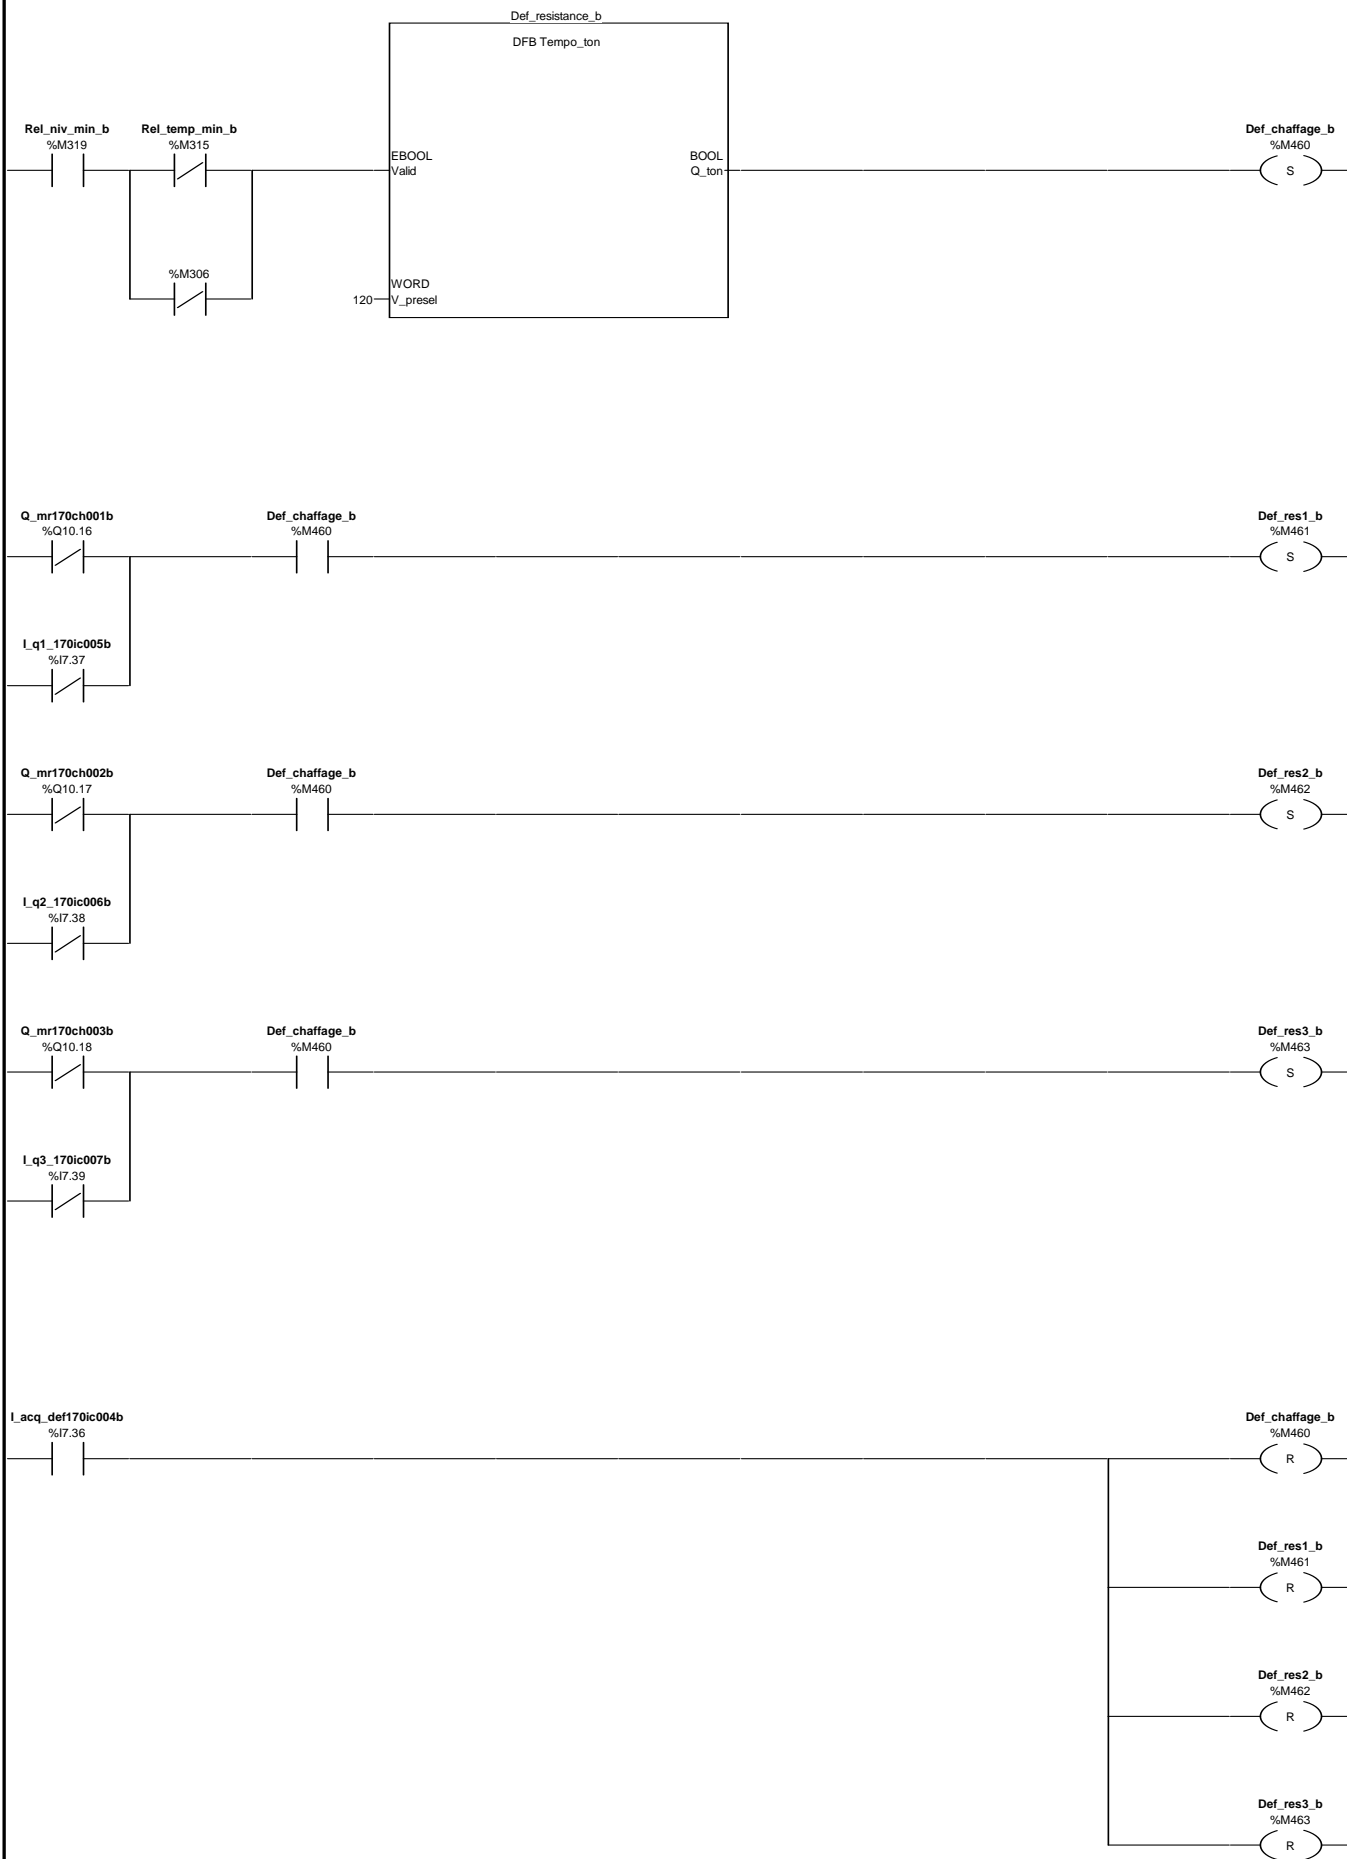 Def_resistance_b
DFB Tempo_ton
Rel_niv_min_b Rel_temp_min_b Def_chaffage_b
%M319 %M315 %M460
EBOOL BOOL
Valid Q_ton S
%M306
WORD
120 V_presel
Q_mr170ch001b Def_chaffage_b Def_res1_b
%Q10.16 %M460 %M461
S
I_q1_170ic005b
%I7.37
Q_mr170ch002b Def_chaffage_b Def_res2_b
%Q10.17 %M460 %M462
S
I_q2_170ic006b
%I7.38
Q_mr170ch003b Def_chaffage_b Def_res3_b
%Q10.18 %M460 %M463
S
I_q3_170ic007b
%I7.39
I_acq_def170ic004b Def_chaffage_b
%I7.36 %M460
R
Def_res1_b
%M461
R
Def_res2_b
%M462
R
Def_res3_b
%M463
R